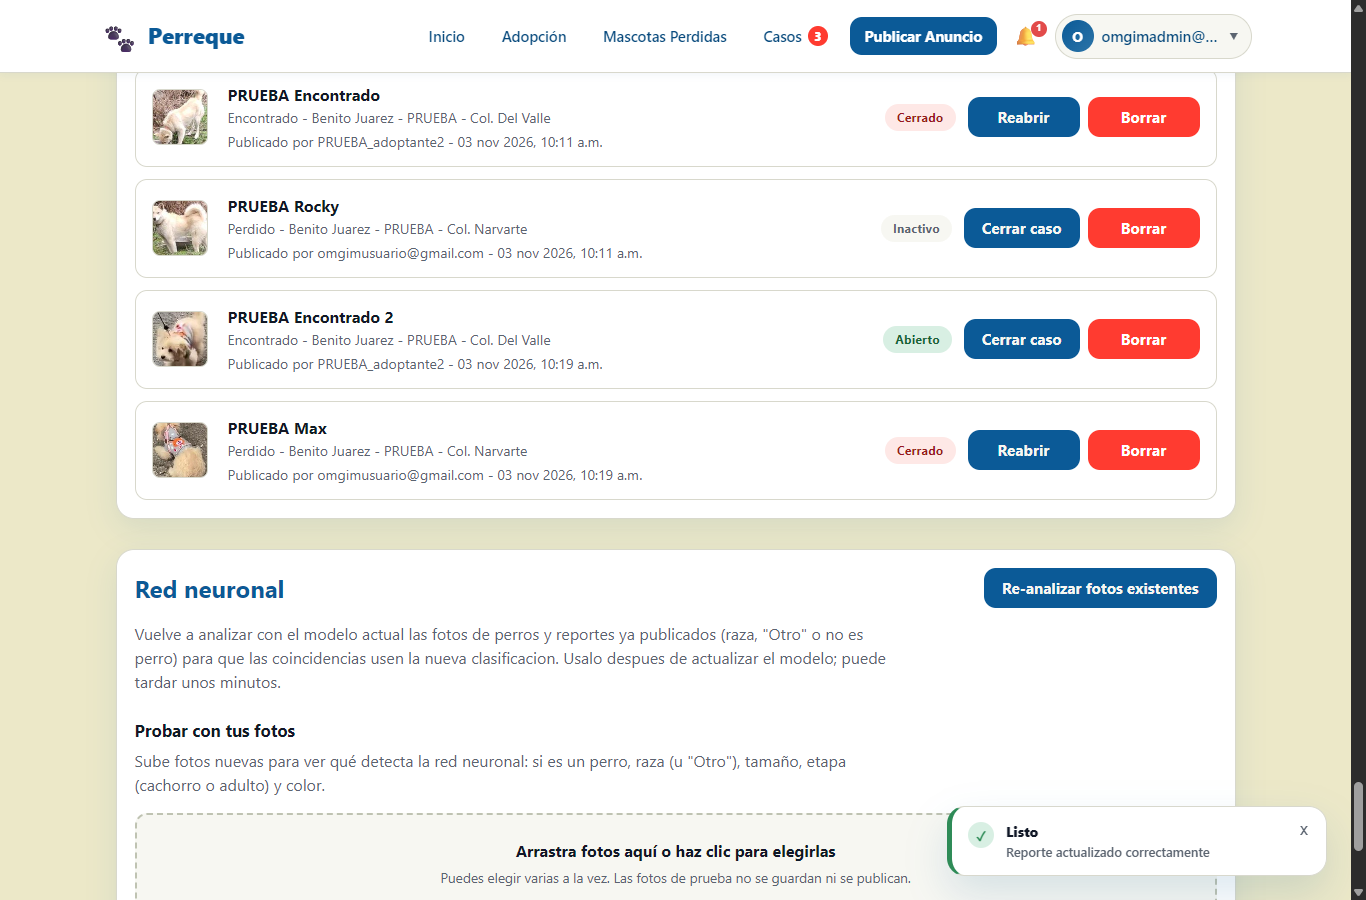 Perreque
Inicio
Adopción
Mascotas Perdidas
Casos 3
Publicar Anuncio
1
O
omgimadmin@... ▼
PRUEBA Encontrado
Encontrado - Benito Juarez - PRUEBA - Col. Del Valle
Publicado por PRUEBA_adoptante2 - 03 nov 2026, 10:11 a.m.
Cerrado
Reabrir
Borrar
PRUEBA Rocky
Perdido - Benito Juarez - PRUEBA - Col. Narvarte
Publicado por omgimusuario@gmail.com - 03 nov 2026, 10:11 a.m.
Inactivo
Cerrar caso
Borrar
PRUEBA Encontrado 2
Encontrado - Benito Juarez - PRUEBA - Col. Del Valle
Publicado por PRUEBA_adoptante2 - 03 nov 2026, 10:19 a.m.
Abierto
Cerrar caso
Borrar
PRUEBA Max
Perdido - Benito Juarez - PRUEBA - Col. Narvarte
Publicado por omgimusuario@gmail.com - 03 nov 2026, 10:19 a.m.
Cerrado
Reabrir
Borrar
Red neuronal
Re-analizar fotos existentes
Vuelve a analizar con el modelo actual las fotos de perros y reportes ya publicados (raza, "Otro" o no es
perro) para que las coincidencias usen la nueva clasificacion. Usalo despues de actualizar el modelo; puede
tardar unos minutos.
Probar con tus fotos
Sube fotos nuevas para ver qué detecta la red neuronal: si es un perro, raza (u "Otro"), tamaño, etapa
(cachorro o adulto) y color.
Arrastra fotos aquí o haz clic para elegirlas
Puedes elegir varias a la vez. Las fotos de prueba no se guardan ni se publican.
✓
Listo
Reporte actualizado correctamente
X